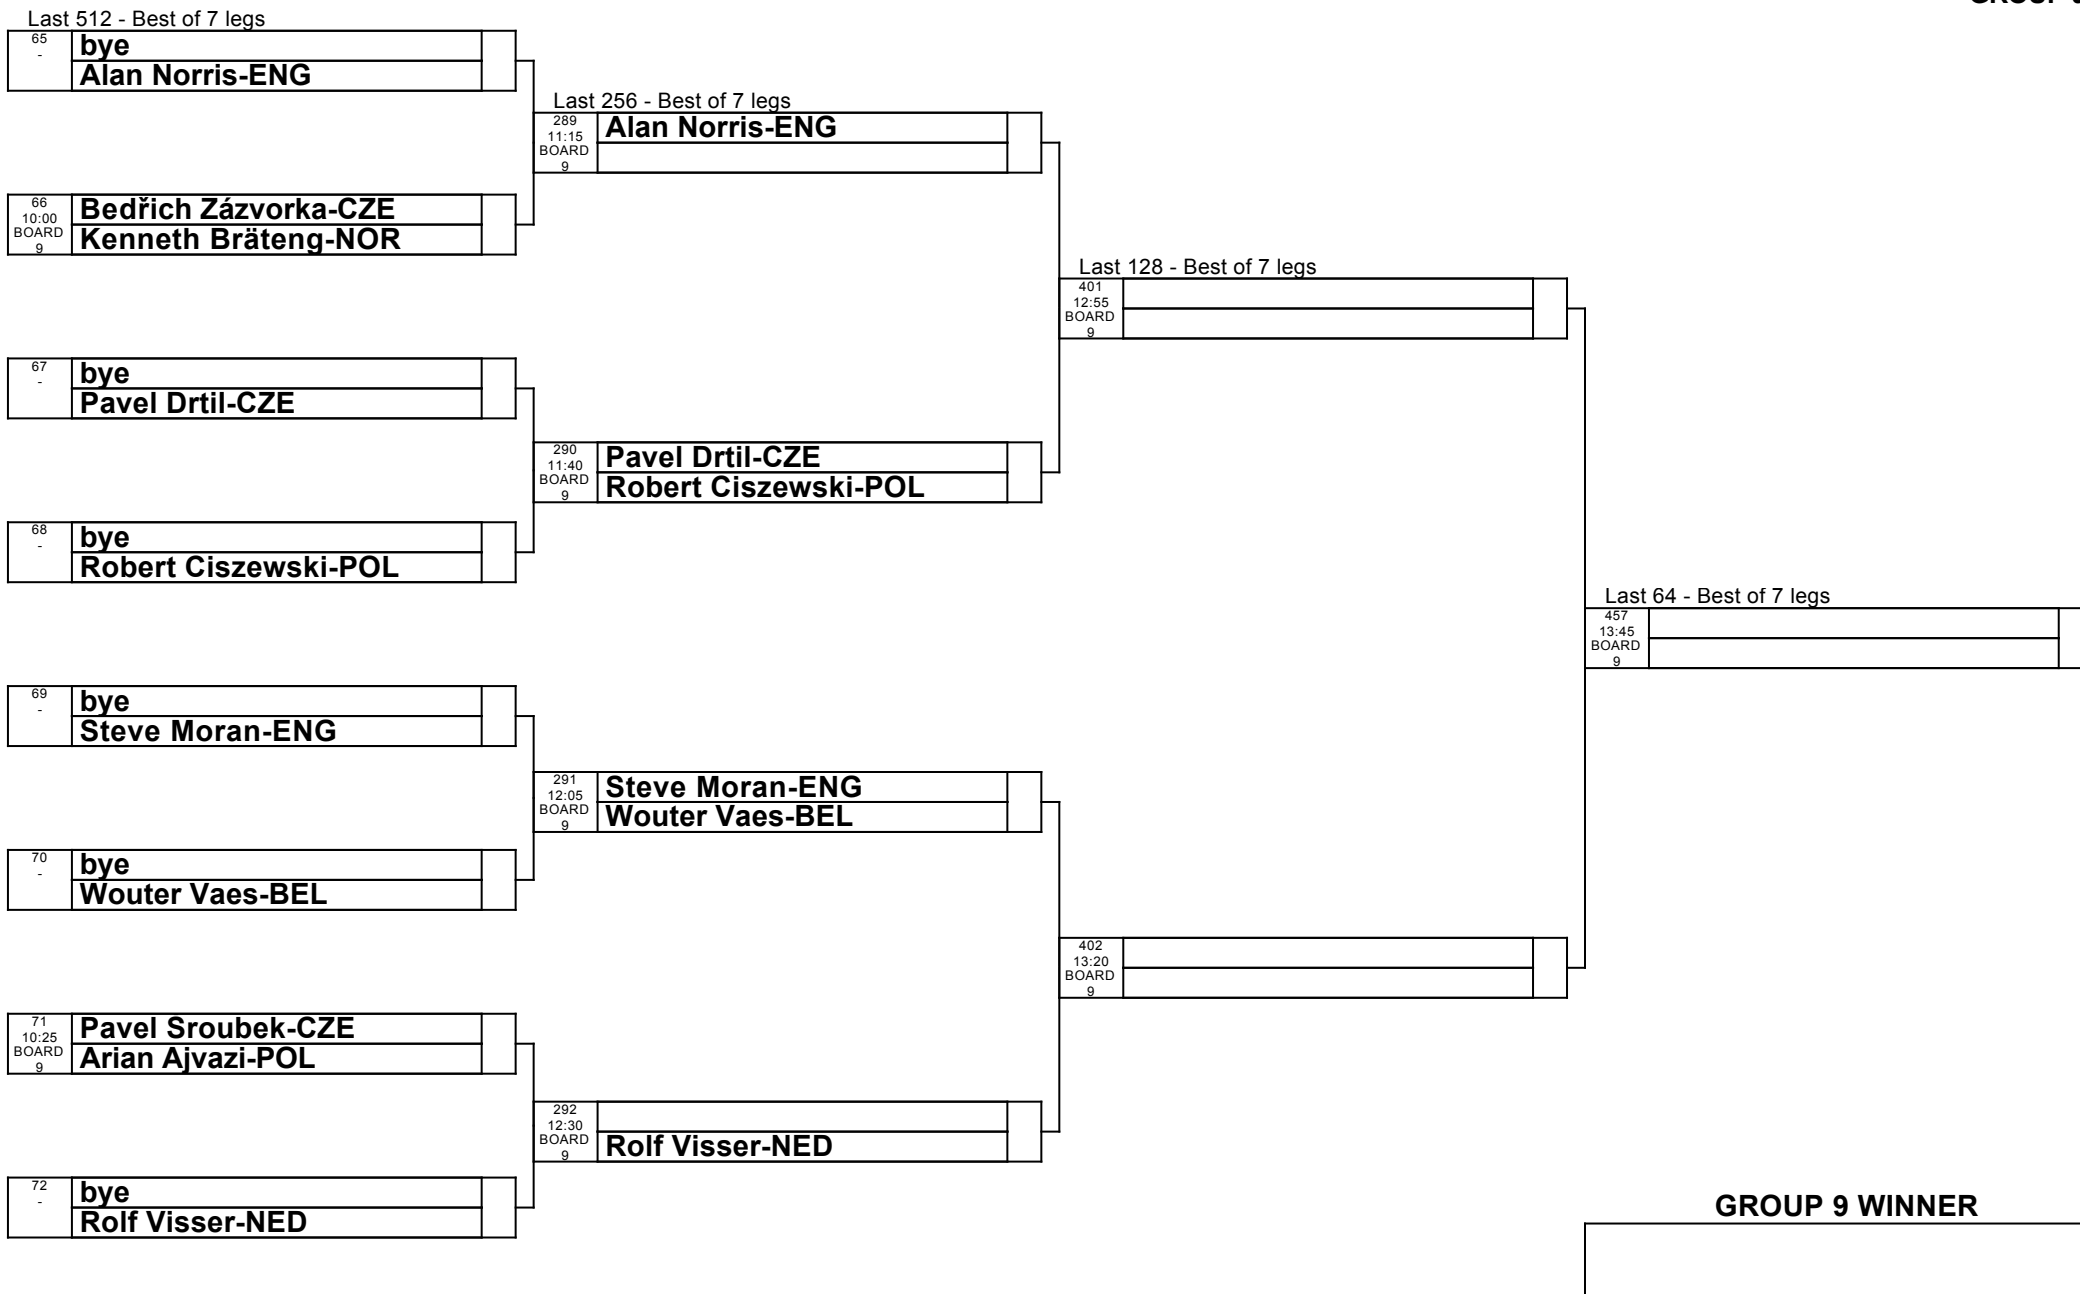 GROUP 9
Last 512 - Best of 7 legs
65
-
bye
Alan Norris-ENG
Last 256 - Best of 7 legs
289
11:15
BOARD
9
Alan Norris-ENG
66
10:00
BOARD
9
Bedřich Zázvorka-CZE
Kenneth Bräteng-NOR
Last 128 - Best of 7 legs
401
12:55
BOARD
9
67
-
bye
Pavel Drtil-CZE
290
11:40
BOARD
9
Pavel Drtil-CZE
Robert Ciszewski-POL
68
-
bye
Robert Ciszewski-POL
Last 64 - Best of 7 legs
457
13:45
BOARD
9
69
-
bye
Steve Moran-ENG
291
12:05
BOARD
9
Steve Moran-ENG
Wouter Vaes-BEL
70
-
bye
Wouter Vaes-BEL
402
13:20
BOARD
9
71
10:25
BOARD
9
Pavel Sroubek-CZE
Arian Ajvazi-POL
292
12:30
BOARD
9
Rolf Visser-NED
72
-
bye
Rolf Visser-NED
GROUP 9 WINNER